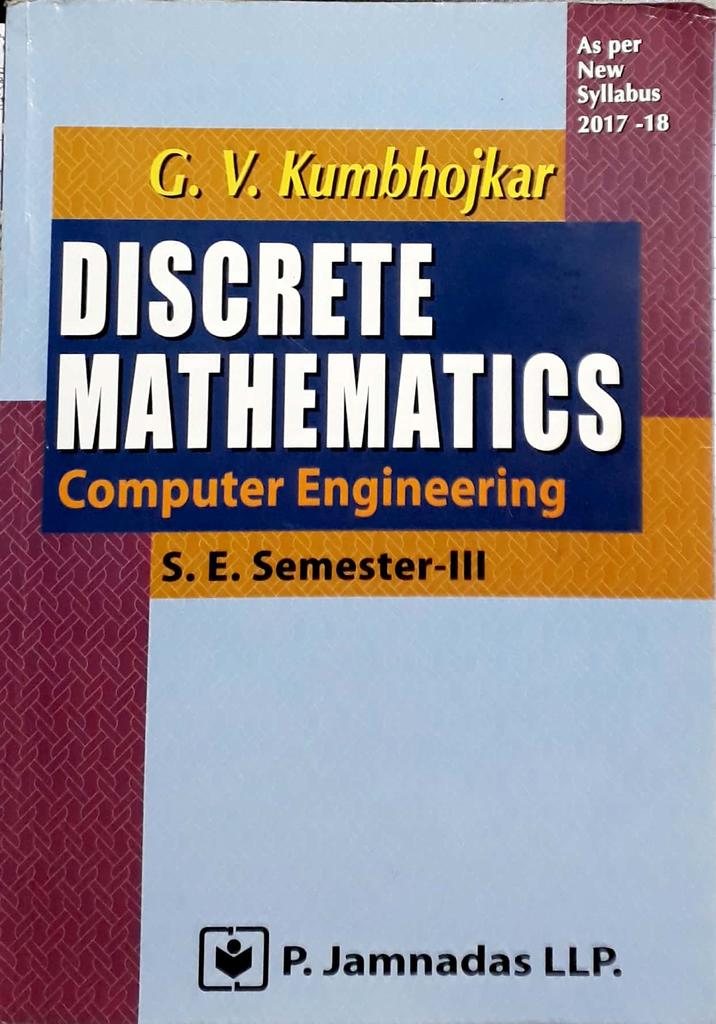 As per
New
Syllabus
2017 -18
G. V. Kumbhojkar
DISCRETE
MATHEMATICS
Computer Engineering
S. E. Semester-III
P. Jamnadas LLP.